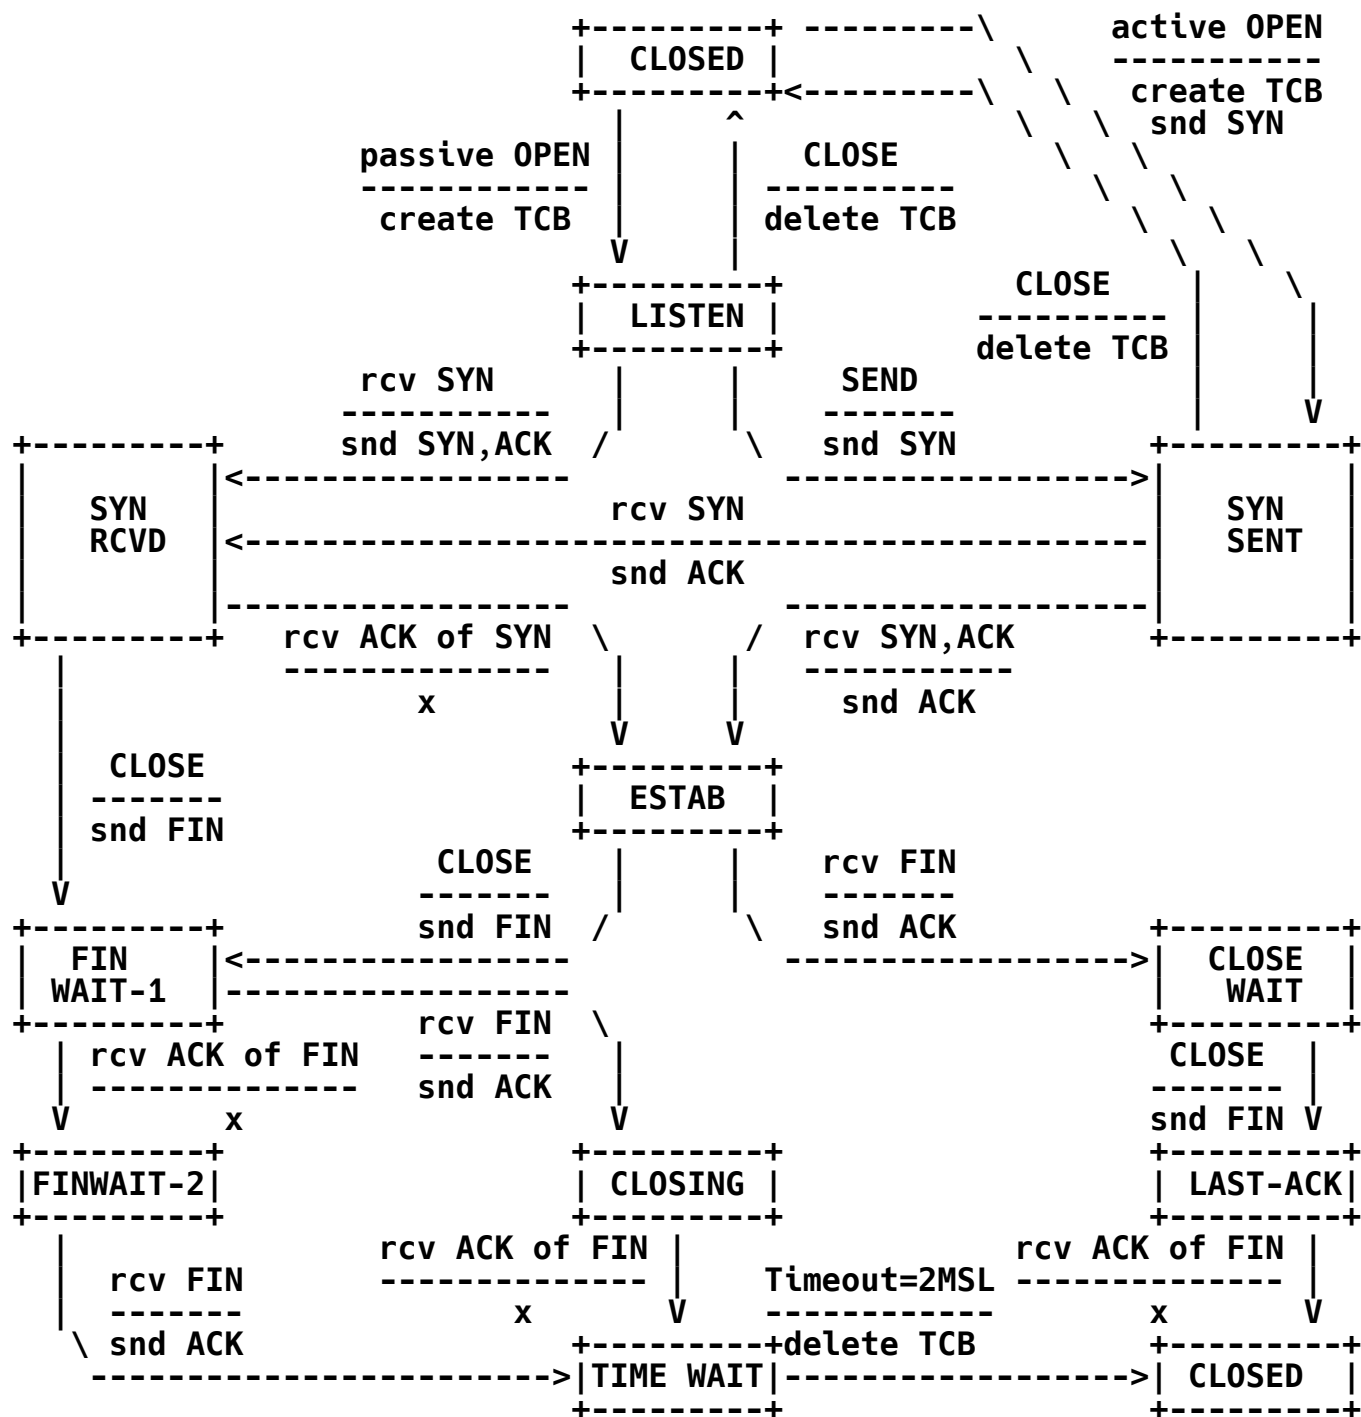 +---------+ ---------\      active OPEN
|  CLOSED |            \    -----------
+---------+<---------\   \   create TCB
  |     ^              \   \  snd SYN
passive OPEN |     |   CLOSE        \   \
------------ |     | ----------       \   \
create TCB  |     | delete TCB         \   \
V     |                      \   \
+---------+            CLOSE    |    \
|  LISTEN |          ---------- |     |
+---------+          delete TCB |     |
rcv SYN      |     |     SEND              |     |
-----------   |     |    -------            |     V
+---------+      snd SYN,ACK  /       \   snd SYN          +---------+
|         |<-----------------           ------------------>|         |
|   SYN   |                    rcv SYN                     |   SYN   |
|   RCVD  |<-----------------------------------------------|   SENT  |
|         |                    snd ACK                     |         |
|         |------------------           -------------------|         |
+---------+   rcv ACK of SYN  \       /  rcv SYN,ACK       +---------+
|           --------------   |     |   -----------
|                  x         |     |     snd ACK
|                            V     V
|  CLOSE                   +---------+
| -------                  |  ESTAB  |
| snd FIN                  +---------+
|                   CLOSE    |     |    rcv FIN
V                  -------   |     |    -------
+---------+          snd FIN  /       \   snd ACK          +---------+
|  FIN    |<-----------------           ------------------>|  CLOSE  |
| WAIT-1  |------------------                              |   WAIT  |
+---------+          rcv FIN  \                            +---------+
| rcv ACK of FIN   -------   |                            CLOSE  |
| --------------   snd ACK   |                           ------- |
V        x                   V                           snd FIN V
+---------+                  +---------+                   +---------+
|FINWAIT-2|                  | CLOSING |                   | LAST-ACK|
+---------+                  +---------+                   +---------+
|                rcv ACK of FIN |                 rcv ACK of FIN |
|  rcv FIN       -------------- |    Timeout=2MSL -------------- |
|  -------              x       V    ------------        x       V
\ snd ACK                 +---------+delete TCB         +---------+
------------------------>|TIME WAIT|------------------>| CLOSED  |
+---------+                   +---------+